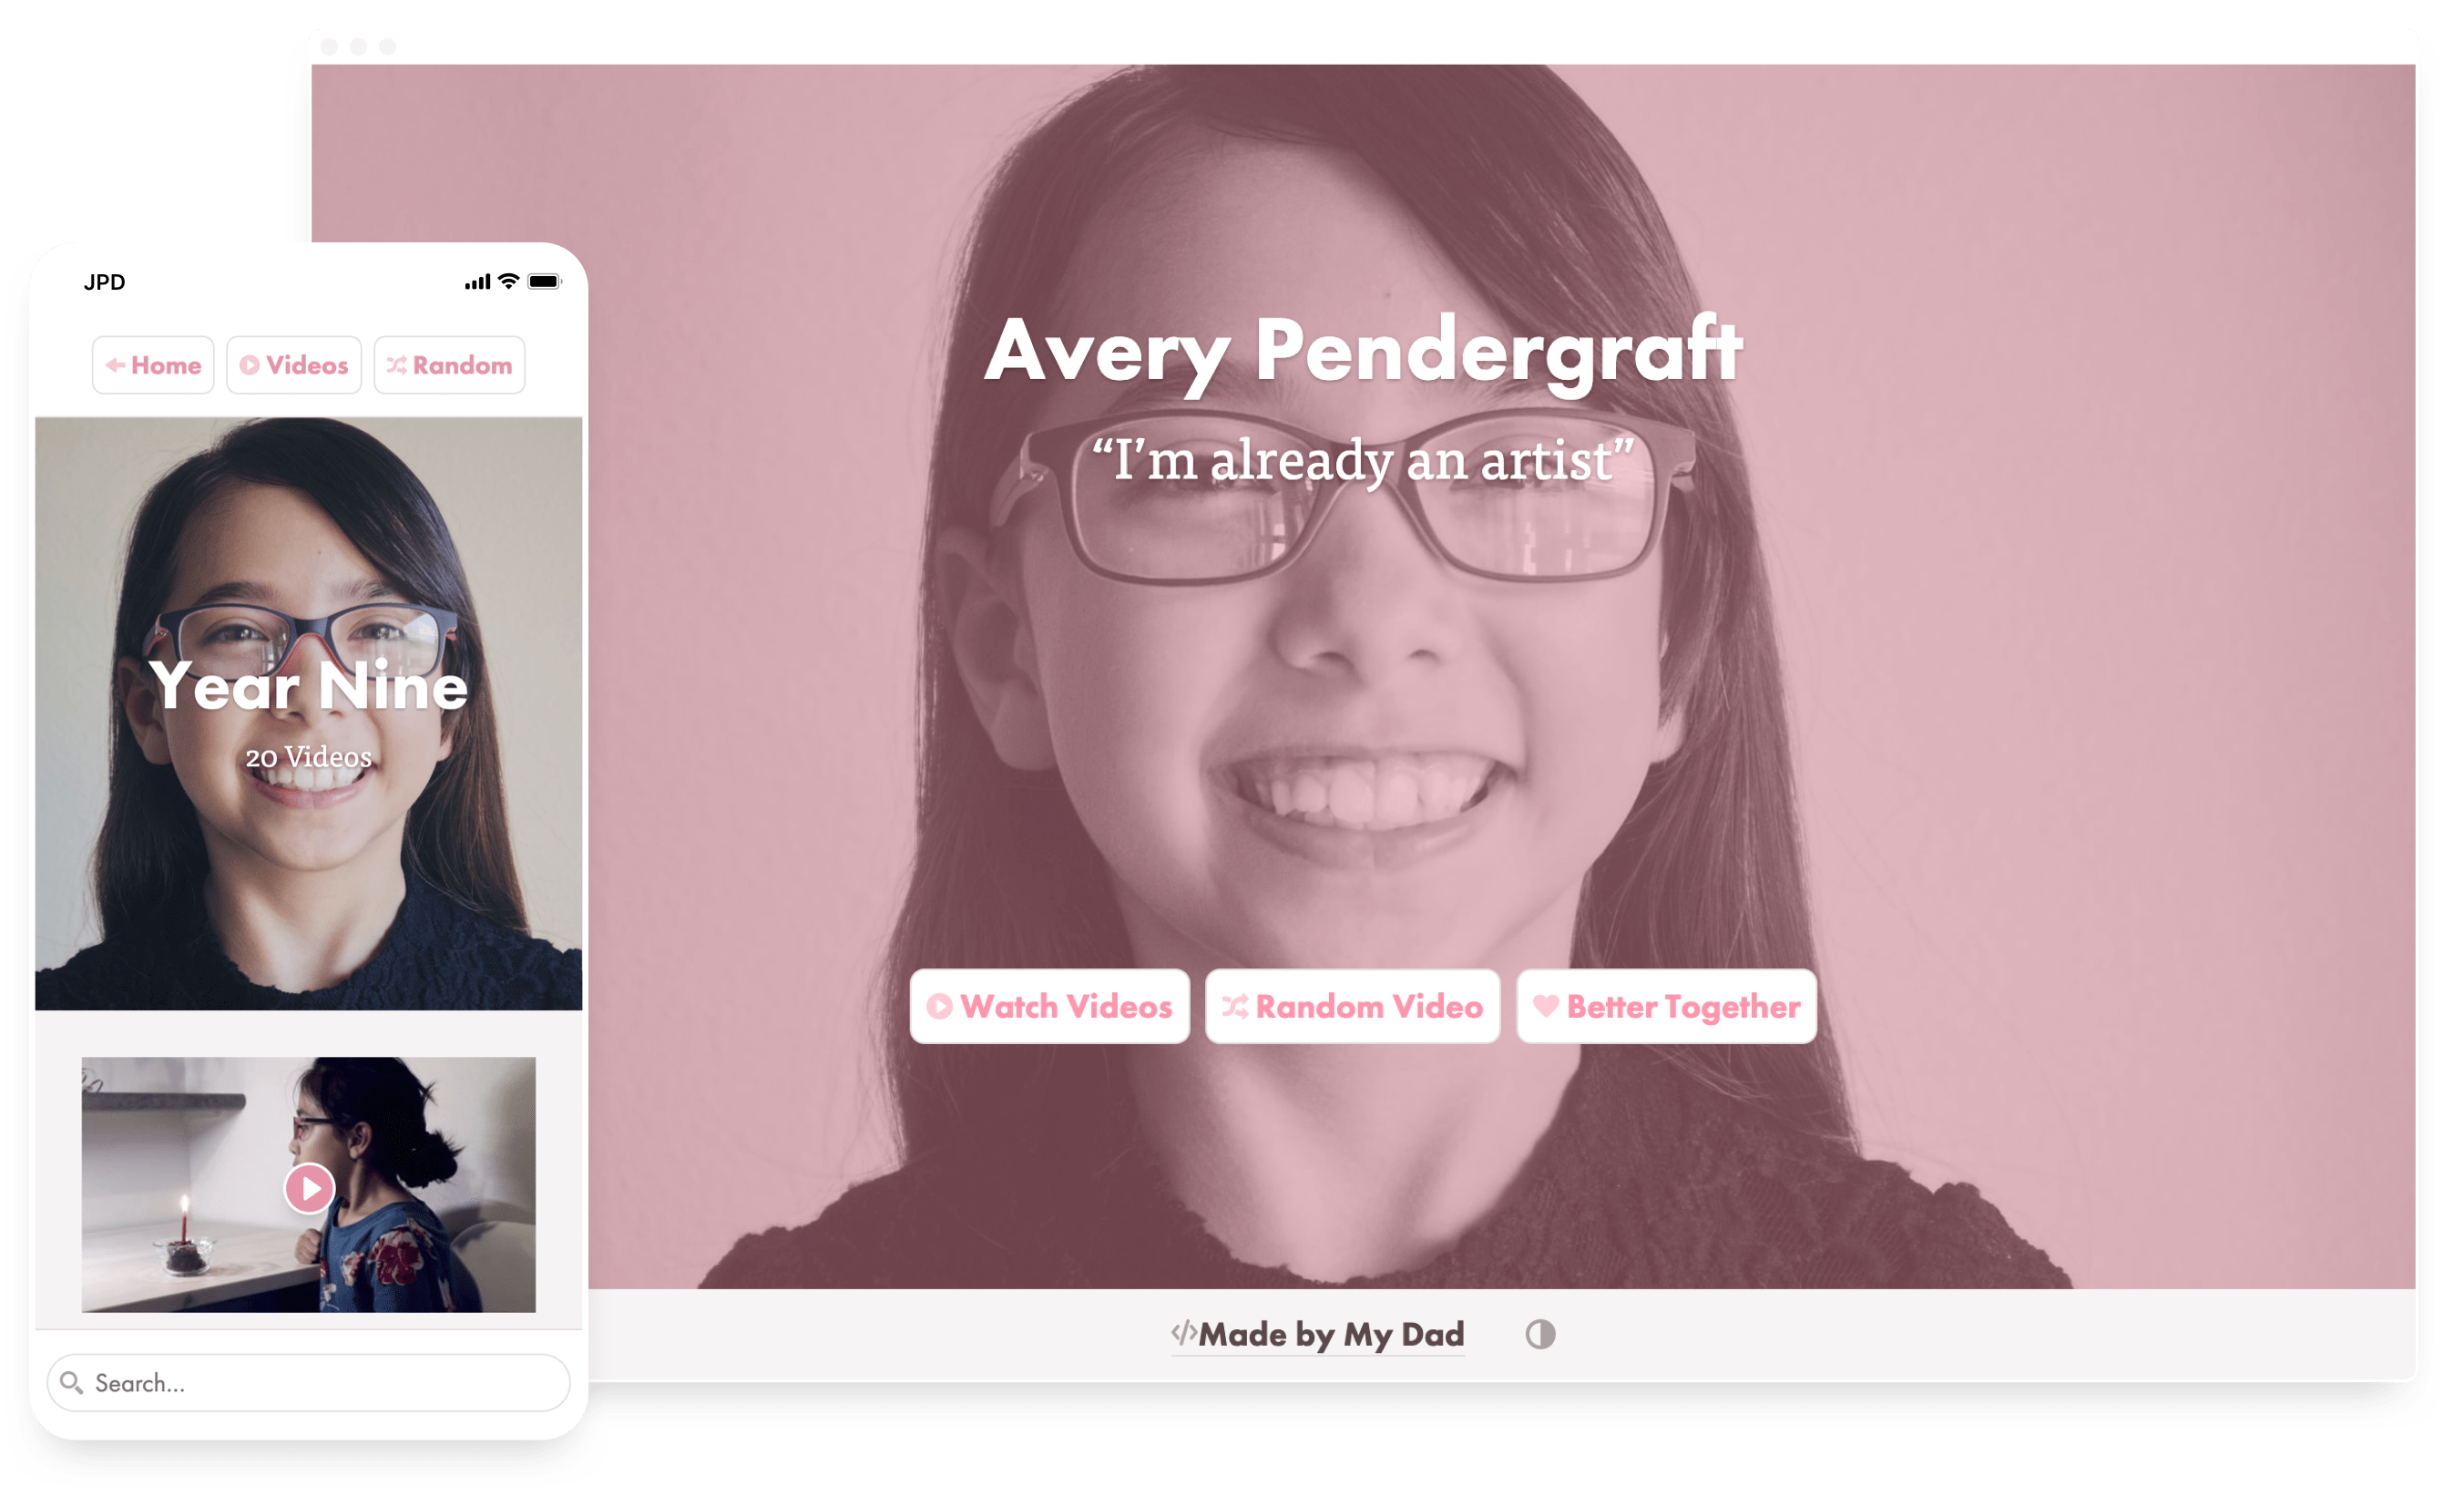 Avery Pendergraft
“I’m already an artist”
Watch Videos
Random Video
Better Together
</>Made by My Dad
JPD
Home
Videos
Random
Year Nine
20 Videos
Search...